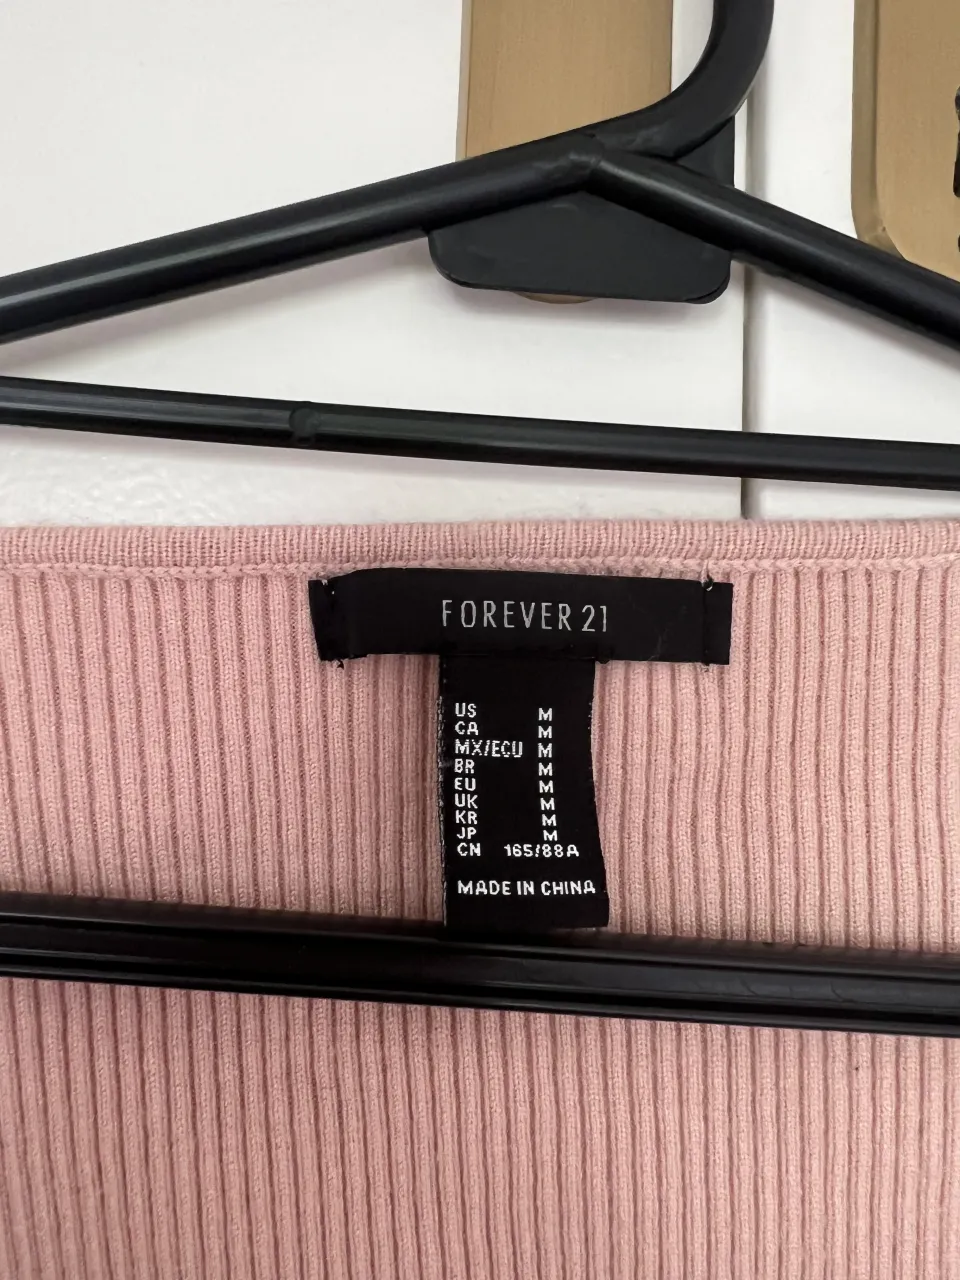 FOREVER 21
US M
CA M
MX/ECU M
BR M
EU M
UK M
KR M
JP M
CN 165/88A
MADE IN CHINA